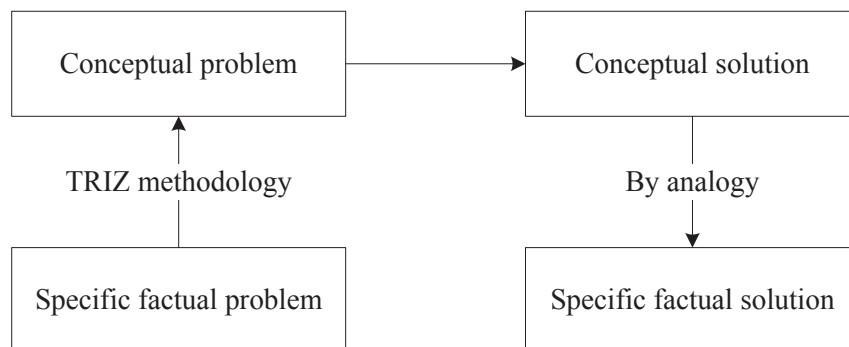 Conceptual problem
Conceptual solution
TRIZ methodology
By analogy
Specific factual problem
Specific factual solution